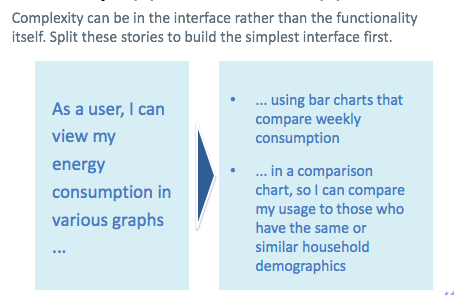 Complexity can be in the interface rather than the functionality
itself. Split these stories to build the simplest interface first.
As a user, I can
view my
energy
consumption in
various graphs
...
• ... using bar charts that
compare weekly
consumption
• ... in a comparison
chart, so I can compare
my usage to those who
have the same or
similar household
demographics